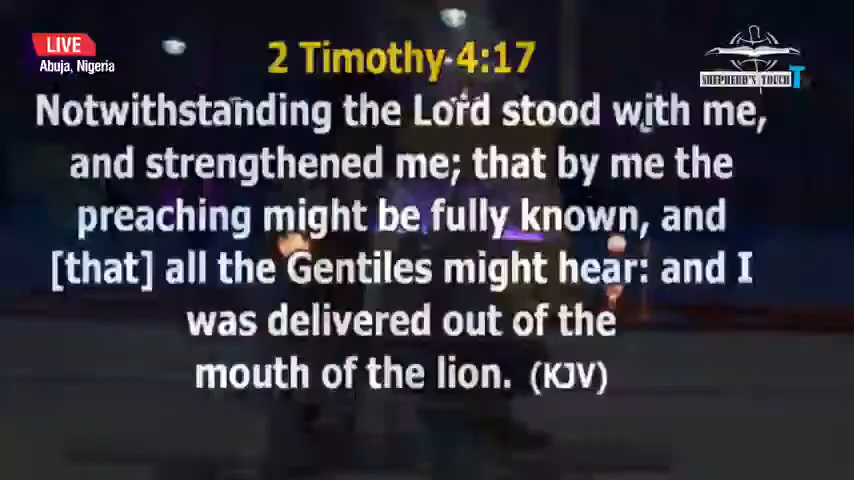 LIVE
Abuja, Nigeria
SHEPHERD'S TOUCH T
2 Timothy 4:17
Notwithstanding the Lord stood with me,
and strengthened me; that by me the
preaching might be fully known, and
[that] all the Gentiles might hear: and I
was delivered out of the
mouth of the lion. (KJV)